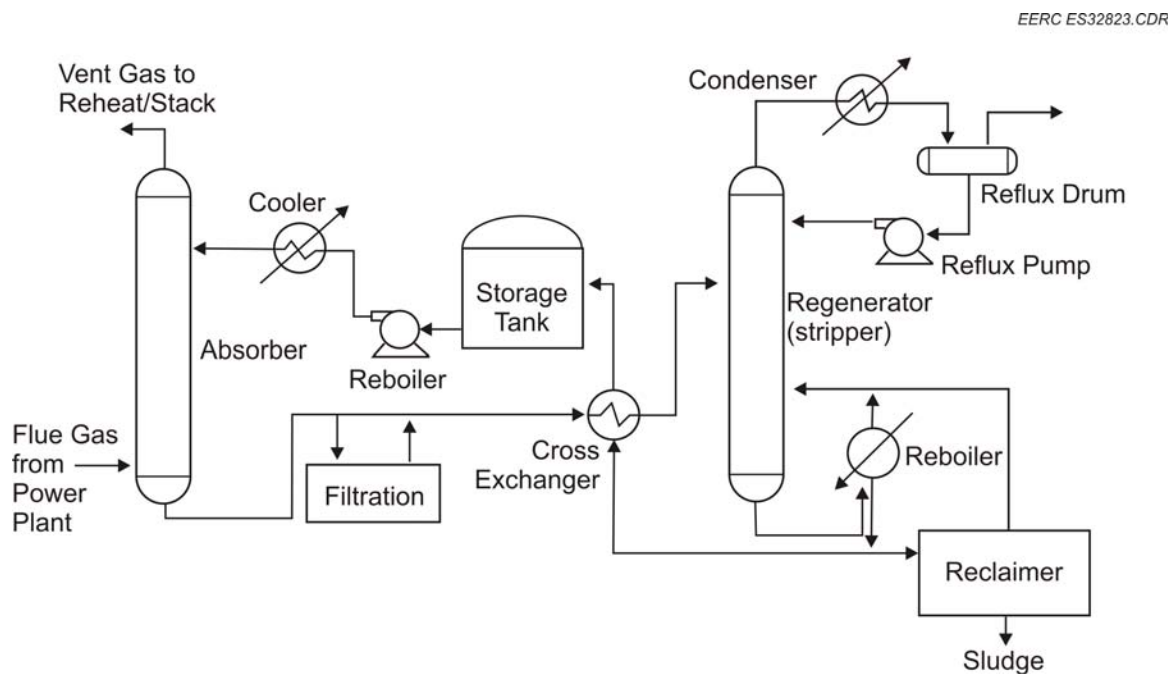 EERC ES32823.CDR
Vent Gas to
Reheat/Stack
Condenser
Cooler
Reflux Drum
Reflux Pump
Storage
Tank
Regenerator
(stripper)
Absorber
Reboiler
Flue Gas
from
Power
Plant
Filtration
Cross
Exchanger
Reboiler
Reclaimer
Sludge